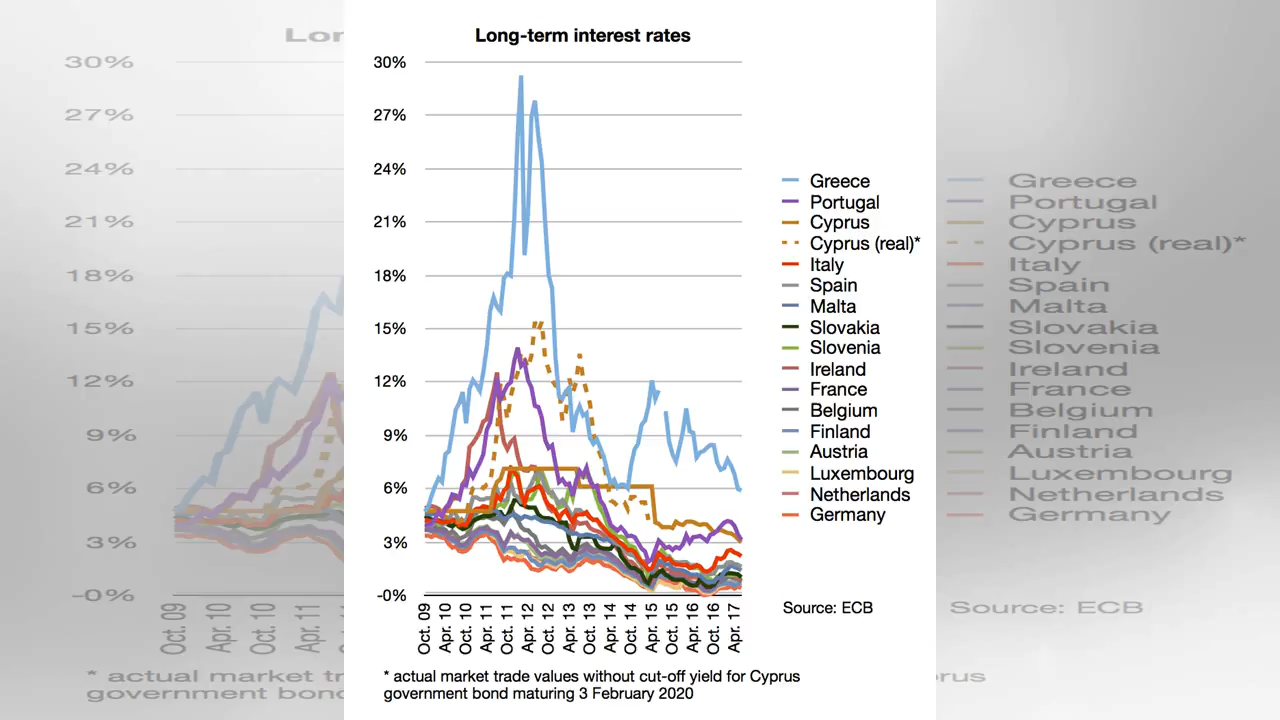 Long-term interest rates
30%
27%
24%
21%
18%
15%
12%
9%
6%
3%
-0%
Oct. 09
Apr. 10
Oct. 10
Apr. 11
Oct. 11
Apr. 12
Oct. 12
Apr. 13
Oct. 13
Apr. 14
Oct. 14
Apr. 15
Oct. 15
Apr. 16
Oct. 16
Apr. 17
Greece
Portugal
Cyprus
Cyprus (real)*
Italy
Spain
Malta
Slovakia
Slovenia
Ireland
France
Belgium
Finland
Austria
Luxembourg
Netherlands
Germany
Source: ECB
* actual market trade values without cut-off yield for Cyprus
government bond maturing 3 February 2020